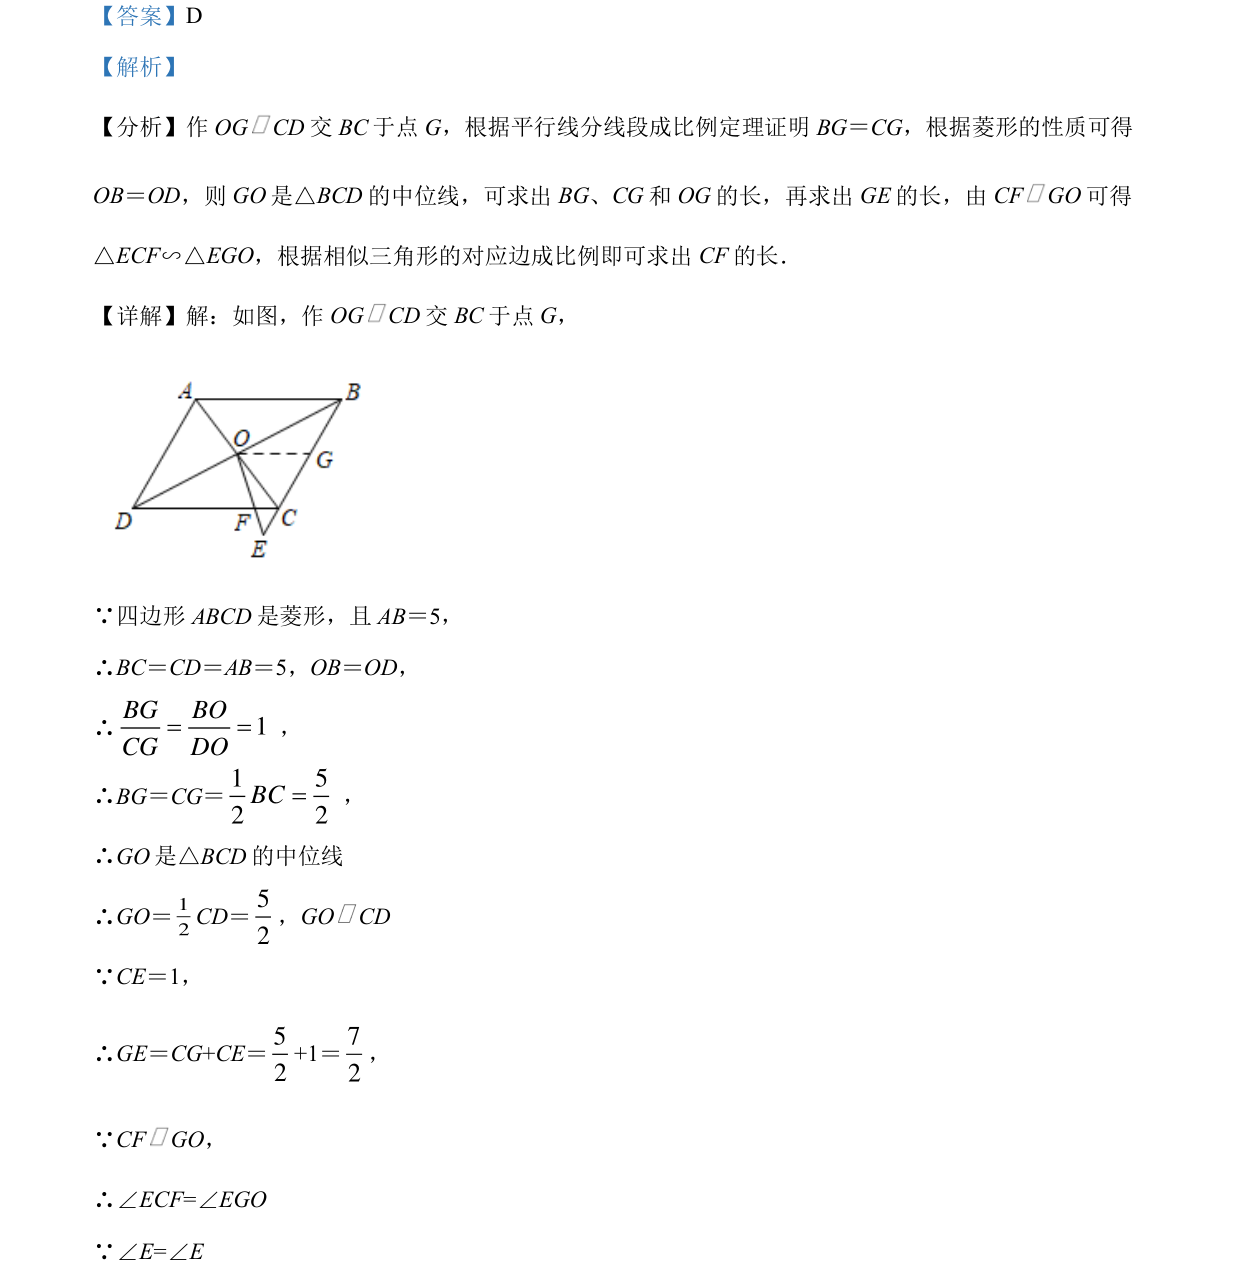 【答案】D
【解析】
【分析】作 OG▱CD 交 BC 于点 G，根据平行线分线段成比例定理证明 BG＝CG，根据菱形的性质可得
OB＝OD，则 GO 是△BCD 的中位线，可求出 BG、CG 和 OG 的长，再求出 GE 的长，由 CF▱GO 可得
△ECF∽△EGO，根据相似三角形的对应边成比例即可求出 CF 的长．
【详解】解：如图，作 OG▱CD 交 BC 于点 G，
A
B
O
G
D
F
C
E
∵四边形 ABCD 是菱形，且 AB＝5，
∴BC＝CD＝AB＝5，OB＝OD，
∴BG/CG = BO/DO = 1 ，
∴BG＝CG＝1/2 BC = 5/2 ，
∴GO 是△BCD 的中位线
∴GO＝1/2 CD＝5/2 ，GO▱CD
∵CE＝1，
∴GE＝CG+CE＝5/2 +1＝7/2 ，
∵CF▱GO，
∴∠ECF=∠EGO
∵∠E=∠E